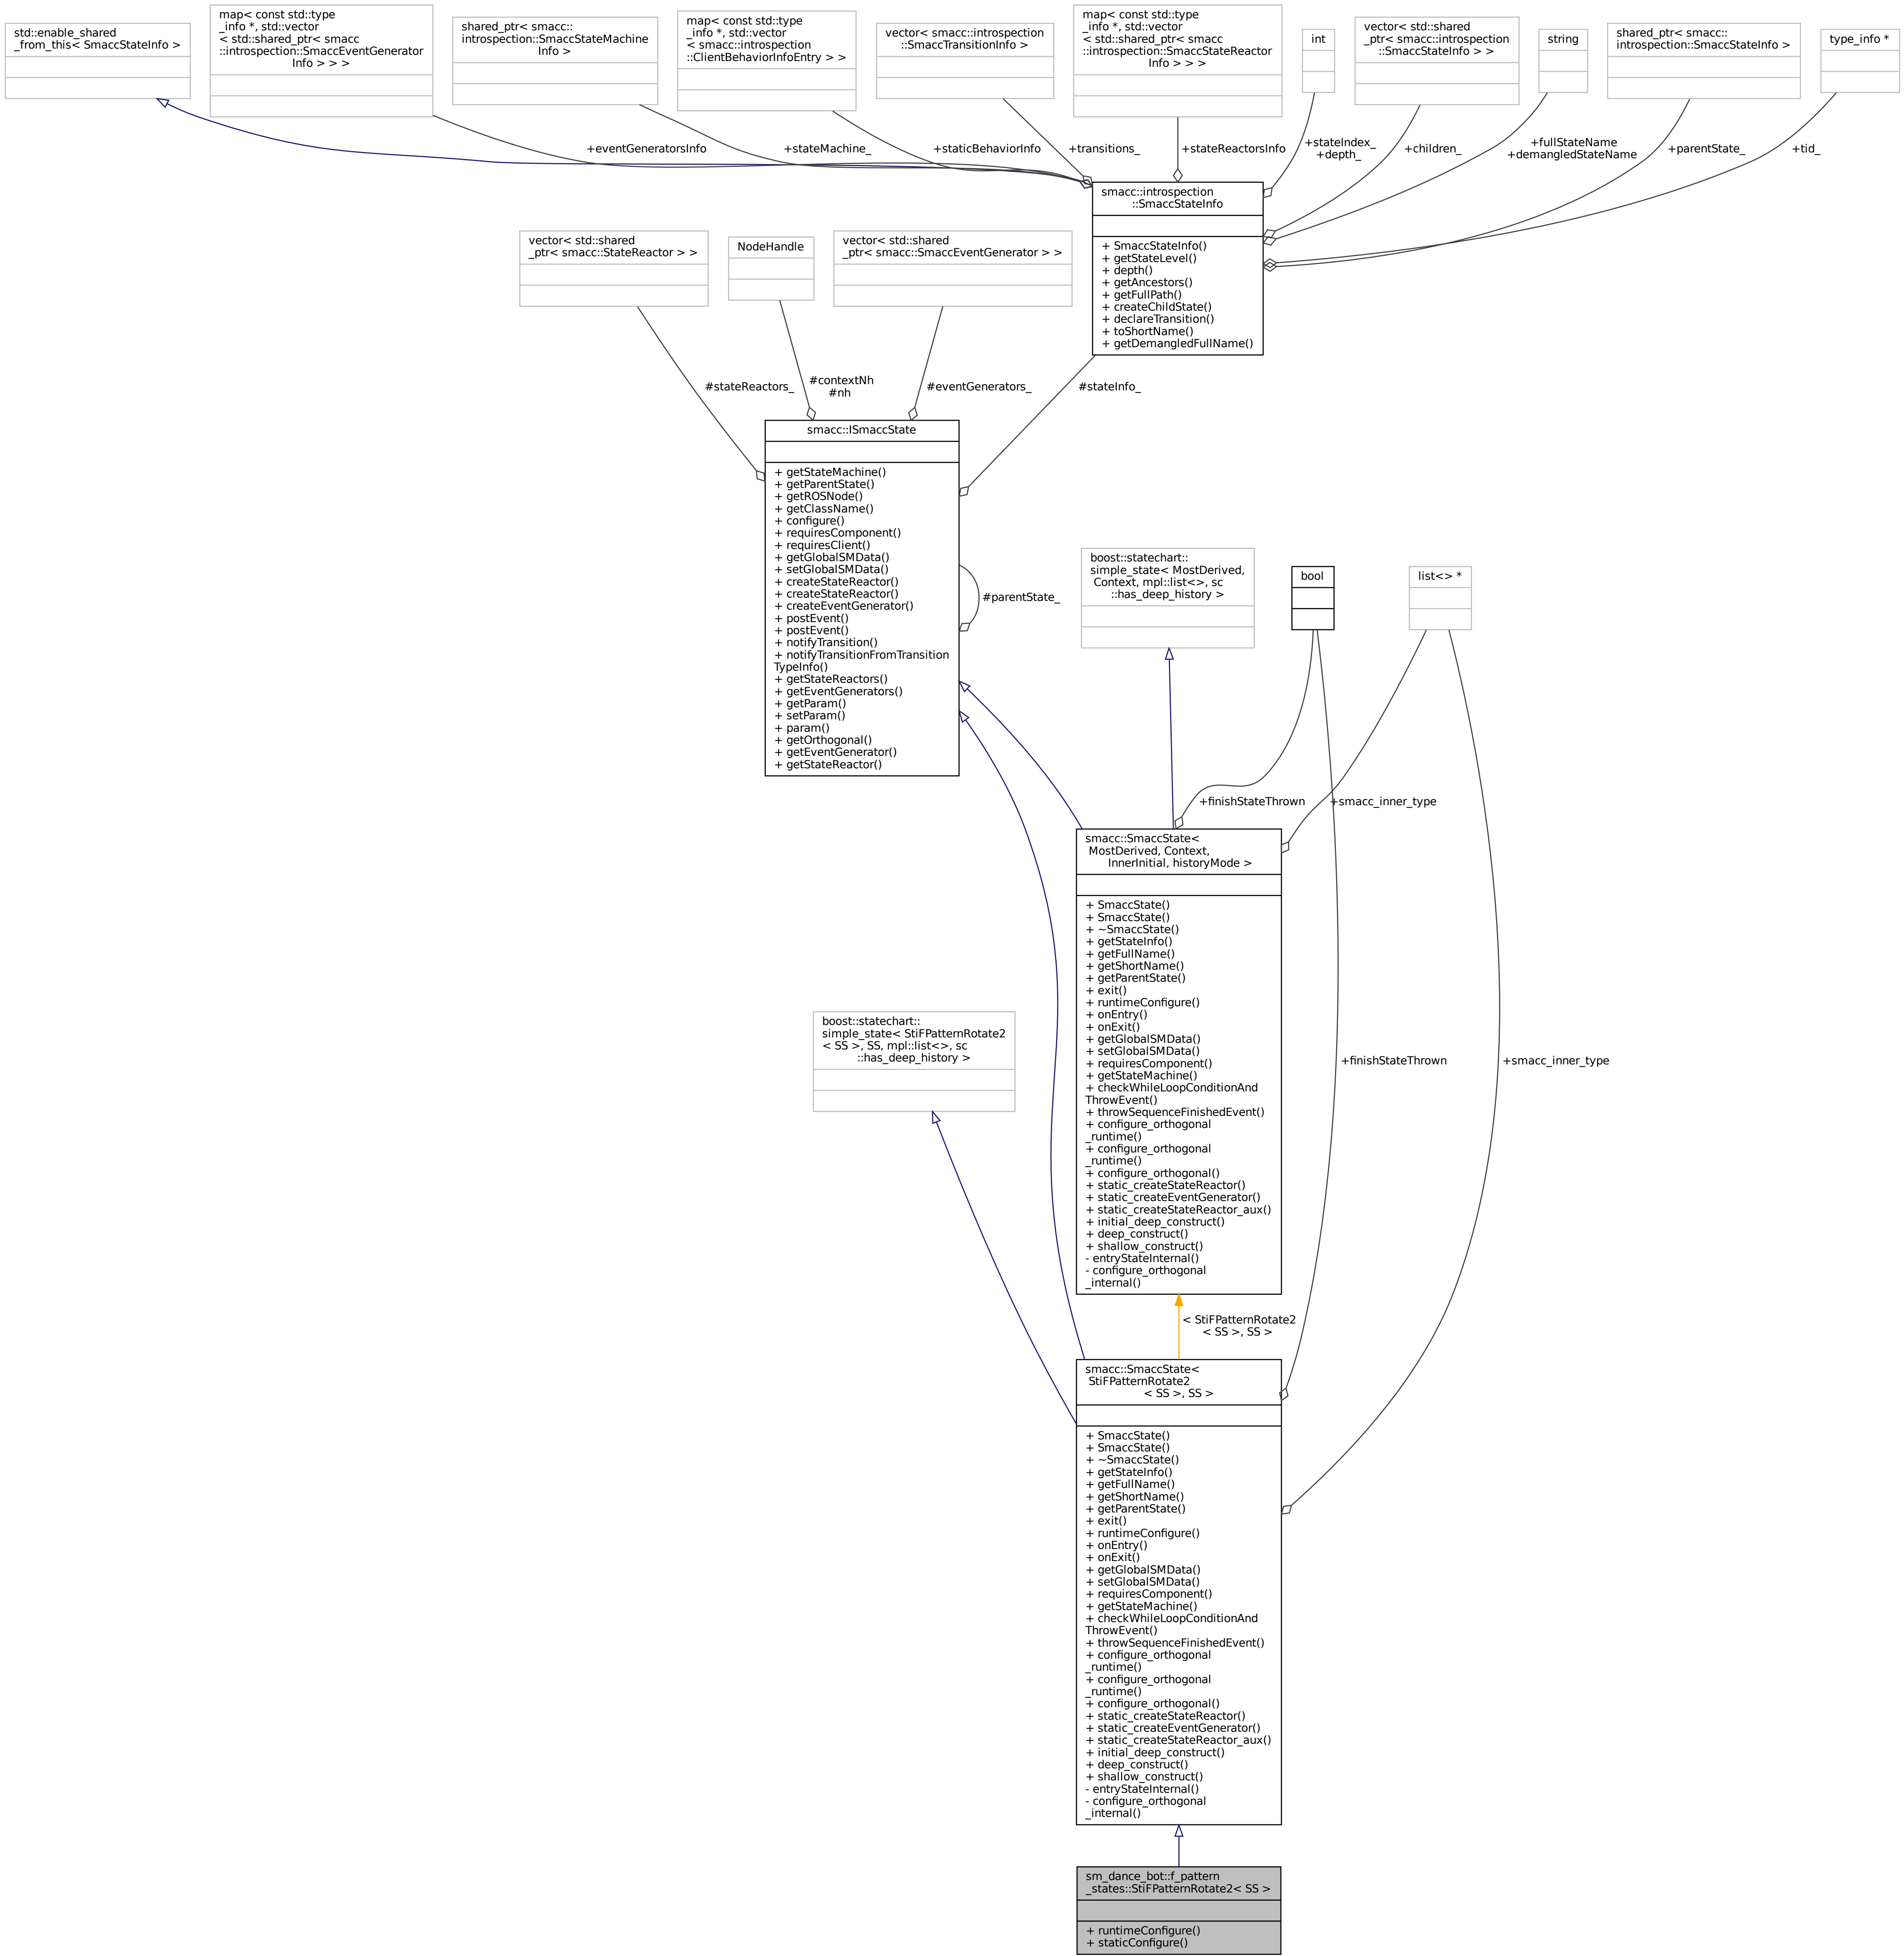 std::enable_shared
_from_this< SmaccStateInfo >
map< const std::type
_info *, std::vector
< std::shared_ptr< smacc
::introspection::SmaccEventGenerator
Info > > >
shared_ptr< smacc::
introspection::SmaccStateMachine
Info >
map< const std::type
_info *, std::vector
< smacc::introspection
::ClientBehaviorInfoEntry > >
vector< smacc::introspection
::SmaccTransitionInfo >
map< const std::type
_info *, std::vector
< std::shared_ptr< smacc
::introspection::SmaccStateReactor
Info > > >
int
vector< std::shared
_ptr< smacc::introspection
::SmaccStateInfo > >
string
shared_ptr< smacc::
introspection::SmaccStateInfo >
type_info *
+eventGeneratorsInfo
+stateMachine_
+staticBehaviorInfo
+transitions_
+stateReactorsInfo
+stateIndex_
+depth_
+children_
+fullStateName
+demangledStateName
+parentState_
+tid_
smacc::introspection
::SmaccStateInfo
+ SmaccStateInfo()
+ getStateLevel()
+ depth()
+ getAncestors()
+ getFullPath()
+ createChildState()
+ declareTransition()
+ toShortName()
+ getDemangledFullName()
vector< std::shared
_ptr< smacc::StateReactor > >
NodeHandle
vector< std::shared
_ptr< smacc::SmaccEventGenerator > >
#stateReactors_
#contextNh
#nh
#eventGenerators_
#stateInfo_
smacc::ISmaccState
+ getStateMachine()
+ getParentState()
+ getROSNode()
+ getClassName()
+ configure()
+ requiresComponent()
+ requiresClient()
+ getGlobalSMData()
+ setGlobalSMData()
+ createStateReactor()
+ createStateReactor()
+ createEventGenerator()
+ postEvent()
+ postEvent()
+ notifyTransition()
+ notifyTransitionFromTransition
TypeInfo()
+ getStateReactors()
+ getEventGenerators()
+ getParam()
+ setParam()
+ param()
+ getOrthogonal()
+ getEventGenerator()
+ getStateReactor()
#parentState_
boost::statechart::
simple_state< MostDerived,
Context, mpl::list<>, sc
::has_deep_history >
bool
list<> *
+finishStateThrown
+smacc_inner_type
smacc::SmaccState<
MostDerived, Context,
InnerInitial, historyMode >
+ SmaccState()
+ SmaccState()
+ ~SmaccState()
+ getStateInfo()
+ getFullName()
+ getShortName()
+ getParentState()
+ exit()
+ runtimeConfigure()
+ onEntry()
+ onExit()
+ getGlobalSMData()
+ setGlobalSMData()
+ requiresComponent()
+ getStateMachine()
+ checkWhileLoopConditionAnd
ThrowEvent()
+ throwSequenceFinishedEvent()
+ configure_orthogonal
_runtime()
+ configure_orthogonal
_runtime()
+ configure_orthogonal()
+ static_createStateReactor()
+ static_createEventGenerator()
+ static_createStateReactor_aux()
+ initial_deep_construct()
+ deep_construct()
+ shallow_construct()
- entryStateInternal()
- configure_orthogonal
_internal()
boost::statechart::
simple_state< StiFPatternRotate2
< SS >, SS, mpl::list<>, sc
::has_deep_history >
+finishStateThrown
+smacc_inner_type
< StiFPatternRotate2
< SS >, SS >
smacc::SmaccState<
StiFPatternRotate2
< SS >, SS >
+ SmaccState()
+ SmaccState()
+ ~SmaccState()
+ getStateInfo()
+ getFullName()
+ getShortName()
+ getParentState()
+ exit()
+ runtimeConfigure()
+ onEntry()
+ onExit()
+ getGlobalSMData()
+ setGlobalSMData()
+ requiresComponent()
+ getStateMachine()
+ checkWhileLoopConditionAnd
ThrowEvent()
+ throwSequenceFinishedEvent()
+ configure_orthogonal
_runtime()
+ configure_orthogonal
_runtime()
+ configure_orthogonal()
+ static_createStateReactor()
+ static_createEventGenerator()
+ static_createStateReactor_aux()
+ initial_deep_construct()
+ deep_construct()
+ shallow_construct()
- entryStateInternal()
- configure_orthogonal
_internal()
sm_dance_bot::f_pattern
_states::StiFPatternRotate2< SS >
+ runtimeConfigure()
+ staticConfigure()